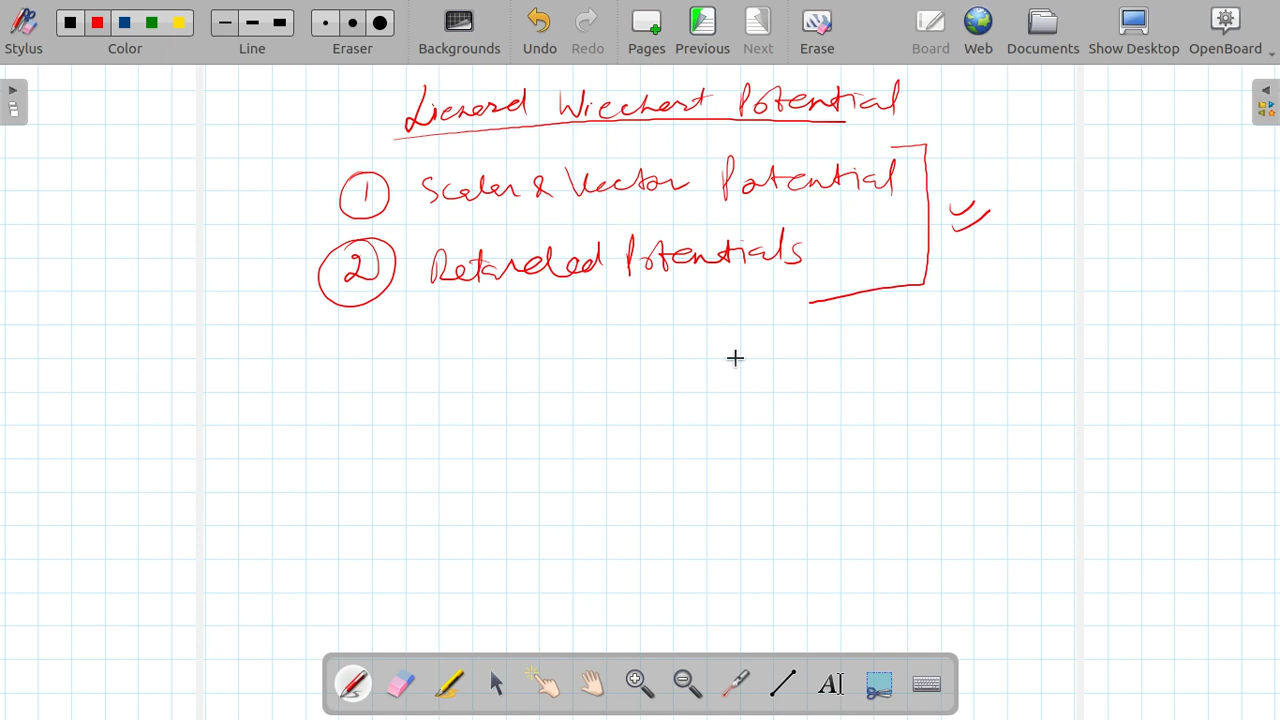 Stylus Color Line Eraser Backgrounds Undo Redo Pages Previous Next Erase Board Web Documents Show Desktop OpenBoard
Lienard Wiechert Potential
1 Scalar & Vector Potential
2 Retarded Potentials
AI